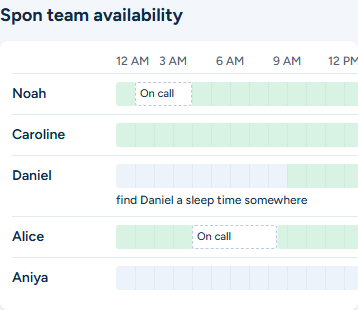 Spon team availability
12 AM 3 AM 6 AM 9 AM 12 PM
Noah On call
Caroline
Daniel
find Daniel a sleep time somewhere
Alice On call
Aniya